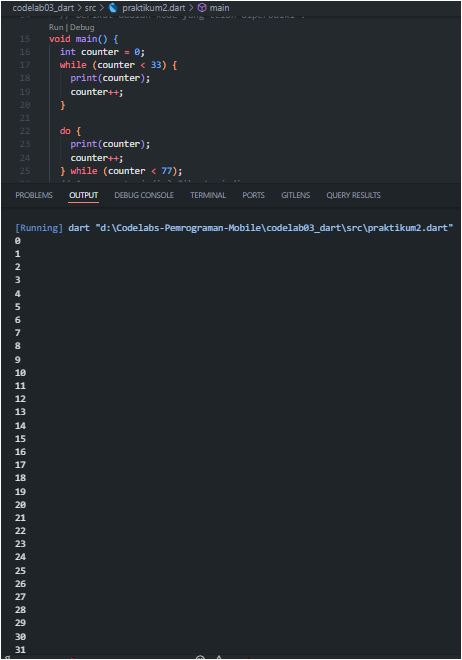 codelab03_dart > src > praktikum2.dart > main
Run | Debug
15 void main() {
16 int counter = 0;
17 while (counter < 33) {
18 print(counter);
19 counter++;
20 }
21
22 do {
23 print(counter);
24 counter++;
25 } while (counter < 77);
PROBLEMS OUTPUT DEBUG CONSOLE TERMINAL PORTS GITLENS QUERY RESULTS
[Running] dart "d:\Codelabs-Pemrograman-Mobile\codelab03_dart\src\praktikum2.dart"
0
1
2
3
4
5
6
7
8
9
10
11
12
13
14
15
16
17
18
19
20
21
22
23
24
25
26
27
28
29
30
31